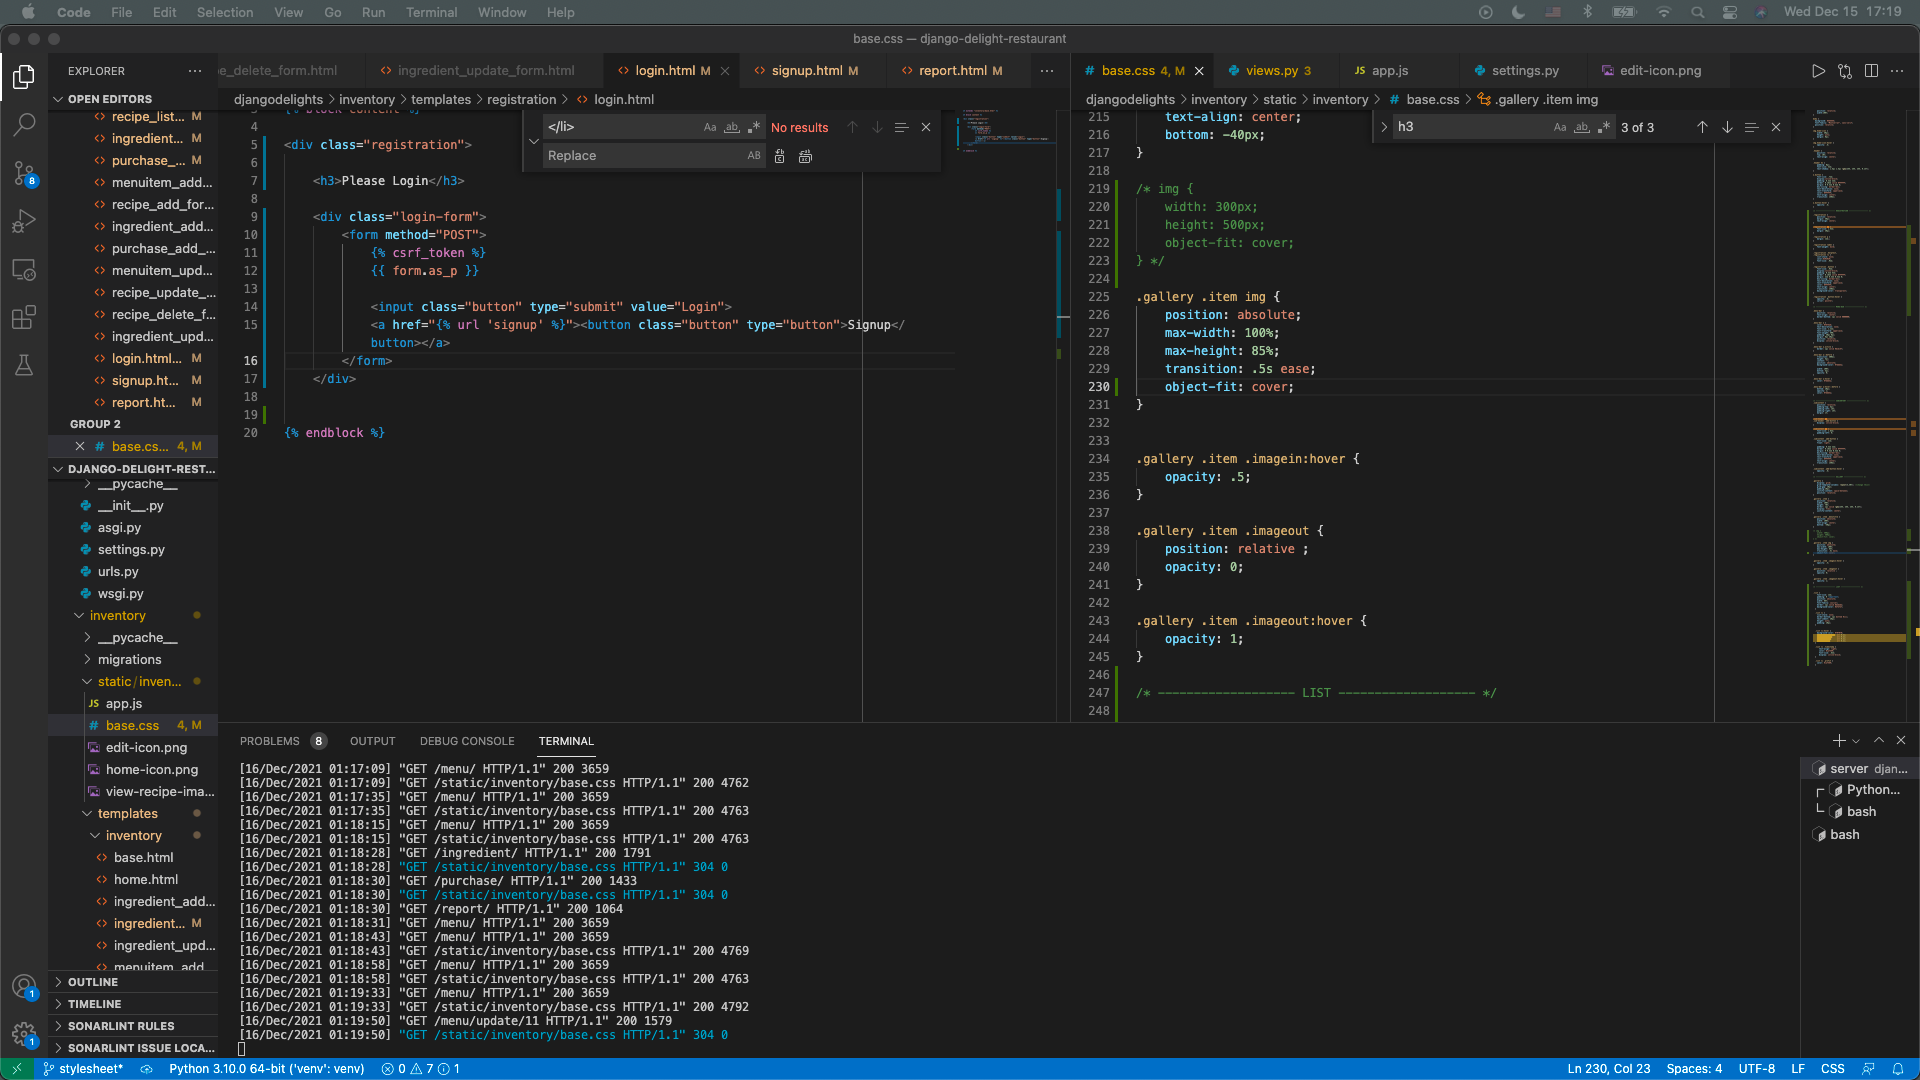 Code File Edit Selection View Go Run Terminal Window Help Wed Dec 15 17:19
base.css — django-delight-restaurant
EXPLORER ···
e_delete_form.html ingredient_update_form.html login.html M signup.html M report.html M ···
# base.css 4, M views.py 3 JS app.js settings.py edit-icon.png ···
OPEN EDITORS
recipe_list... M
ingredient... M
purchase_... M
menuitem_add...
recipe_add_for...
ingredient_add...
purchase_add_...
menuitem_upd...
recipe_update_...
recipe_delete_f...
ingredient_upd...
login.html... M
signup.ht... M
report.ht... M
GROUP 2
# base.cs... 4, M
DJANGO-DELIGHT-REST...
__pycache__
__init__.py
asgi.py
settings.py
urls.py
wsgi.py
inventory
__pycache__
migrations
static/inven...
JS app.js
# base.css 4, M
edit-icon.png
home-icon.png
view-recipe-ima...
templates
inventory
base.html
home.html
ingredient_add...
ingredient... M
ingredient_upd...
menuitem_add
OUTLINE
TIMELINE
SONARLINT RULES
SONARLINT ISSUE LOCA...
8
1
1
djangodelights > inventory > templates > registration > login.html
</li> Aa ab .* No results
Replace AB
{% block content %}
4
5 <div class="registration">
6
7 <h3>Please Login</h3>
8
9 <div class="login-form">
10 <form method="POST">
11 {% csrf_token %}
12 {{ form.as_p }}
13
14 <input class="button" type="submit" value="Login">
15 <a href="{% url 'signup' %}"><button class="button" type="button">Signup</
button></a>
16 </form>
17 </div>
18
19
20 {% endblock %}
djangodelights > inventory > static > inventory > # base.css > .gallery .item img
h3 Aa ab .* 3 of 3
215 text-align: center;
216 bottom: -40px;
217 }
218
219 /* img {
220 width: 300px;
221 height: 500px;
222 object-fit: cover;
223 } */
224
225 .gallery .item img {
226 position: absolute;
227 max-width: 100%;
228 max-height: 85%;
229 transition: .5s ease;
230 object-fit: cover;
231 }
232
233
234 .gallery .item .imagein:hover {
235 opacity: .5;
236 }
237
238 .gallery .item .imageout {
239 position: relative ;
240 opacity: 0;
241 }
242
243 .gallery .item .imageout:hover {
244 opacity: 1;
245 }
246
247 /* ------------------- LIST ------------------- */
248
PROBLEMS 8 OUTPUT DEBUG CONSOLE TERMINAL
[16/Dec/2021 01:17:09] "GET /menu/ HTTP/1.1" 200 3659
[16/Dec/2021 01:17:09] "GET /static/inventory/base.css HTTP/1.1" 200 4762
[16/Dec/2021 01:17:35] "GET /menu/ HTTP/1.1" 200 3659
[16/Dec/2021 01:17:35] "GET /static/inventory/base.css HTTP/1.1" 200 4763
[16/Dec/2021 01:18:15] "GET /menu/ HTTP/1.1" 200 3659
[16/Dec/2021 01:18:15] "GET /static/inventory/base.css HTTP/1.1" 200 4763
[16/Dec/2021 01:18:28] "GET /ingredient/ HTTP/1.1" 200 1791
[16/Dec/2021 01:18:28] "GET /static/inventory/base.css HTTP/1.1" 304 0
[16/Dec/2021 01:18:30] "GET /purchase/ HTTP/1.1" 200 1433
[16/Dec/2021 01:18:30] "GET /static/inventory/base.css HTTP/1.1" 304 0
[16/Dec/2021 01:18:30] "GET /report/ HTTP/1.1" 200 1064
[16/Dec/2021 01:18:31] "GET /menu/ HTTP/1.1" 200 3659
[16/Dec/2021 01:18:43] "GET /menu/ HTTP/1.1" 200 3659
[16/Dec/2021 01:18:43] "GET /static/inventory/base.css HTTP/1.1" 200 4769
[16/Dec/2021 01:18:58] "GET /menu/ HTTP/1.1" 200 3659
[16/Dec/2021 01:18:58] "GET /static/inventory/base.css HTTP/1.1" 200 4763
[16/Dec/2021 01:19:33] "GET /menu/ HTTP/1.1" 200 3659
[16/Dec/2021 01:19:33] "GET /static/inventory/base.css HTTP/1.1" 200 4792
[16/Dec/2021 01:19:50] "GET /menu/update/11 HTTP/1.1" 200 1579
[16/Dec/2021 01:19:50] "GET /static/inventory/base.css HTTP/1.1" 304 0
server djan...
Python...
bash
bash
stylesheet* Python 3.10.0 64-bit ('venv': venv) 0 7 1 Ln 230, Col 23 Spaces: 4 UTF-8 LF CSS